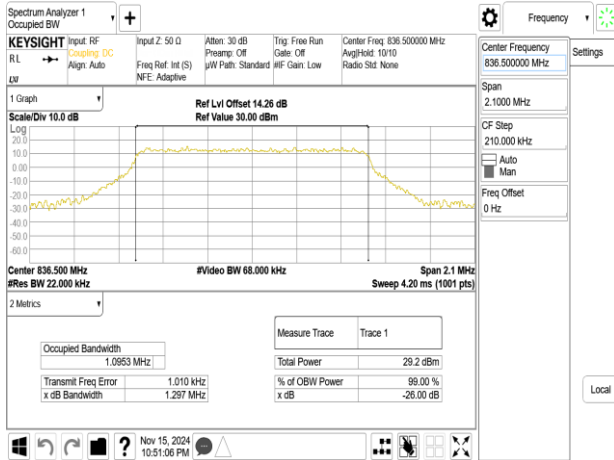 Spectrum Analyzer 1
Occupied BW
Frequency
KEYSIGHT
RL
LXI
Input: RF
Coupling: DC
Align: Auto
Input Z: 50 Ω
Freq Ref: Int (S)
NFE: Adaptive
Atten: 30 dB
Preamp: Off
µW Path: Standard
Trig: Free Run
Gate: Off
#IF Gain: Low
Center Freq: 836.500000 MHz
Avg|Hold: 10/10
Radio Std: None
Center Frequency
836.500000 MHz
Settings
Span
2.1000 MHz
CF Step
210.000 kHz
Auto
Man
Freq Offset
0 Hz
Local
1 Graph
Scale/Div 10.0 dB
Ref Lvl Offset 14.26 dB
Ref Value 30.00 dBm
Log
20.0
10.0
0.00
-10.0
-20.0
-30.0
-40.0
-50.0
-60.0
Center 836.500 MHz
#Res BW 22.000 kHz
#Video BW 68.000 kHz
Span 2.1 MHz
Sweep 4.20 ms (1001 pts)
2 Metrics
Measure Trace Trace 1
Occupied Bandwidth
1.0953 MHz
Total Power 29.2 dBm
Transmit Freq Error 1.010 kHz
% of OBW Power 99.00 %
x dB Bandwidth 1.297 MHz
x dB -26.00 dB
?
Nov 15, 2024
10:51:06 PM